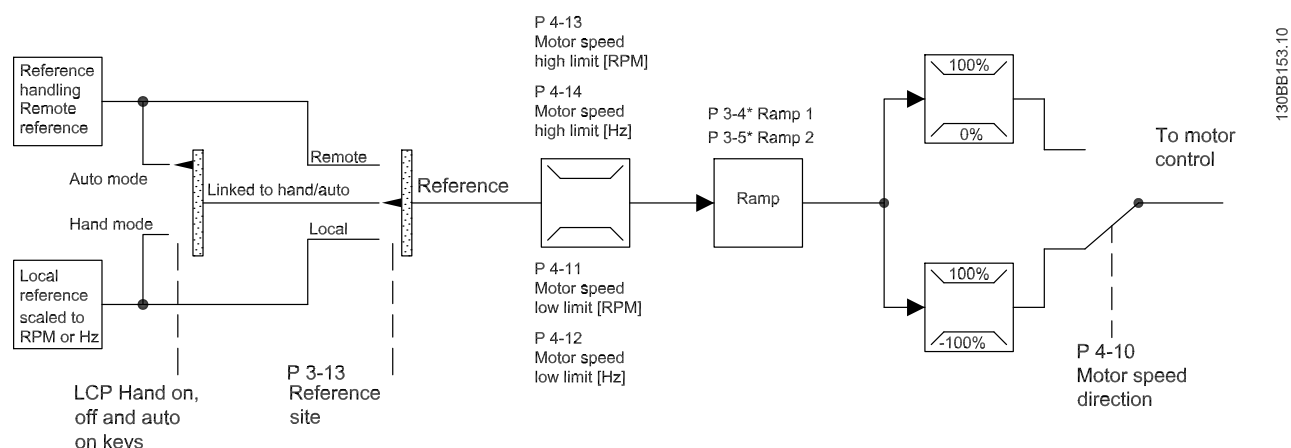 Reference
handling
Remote
reference
Auto mode
Hand mode
Local
reference
scaled to
RPM or Hz
LCP Hand on,
off and auto
on keys
Linked to hand/auto
Remote
Local
P 3-13
Reference
site
Reference
P 4-13
Motor speed
high limit [RPM]
P 4-14
Motor speed
high limit [Hz]
P 4-11
Motor speed
low limit [RPM]
P 4-12
Motor speed
low limit [Hz]
P 3-4* Ramp 1
P 3-5* Ramp 2
Ramp
100%
0%
100%
-100%
To motor
control
P 4-10
Motor speed
direction
130BB153.10